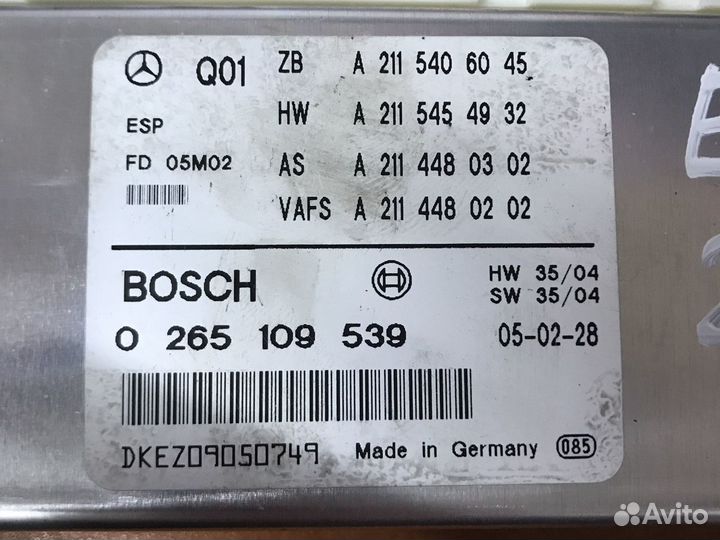 Q01 ZB A 211 540 60 45
HW A 211 545 49 32
ESP
FD 05M02 AS A 211 448 03 02
VAFS A 211 448 02 02
BOSCH HW 35/04
SW 35/04
0 265 109 539 05-02-28
DKEZ09050749 Made in Germany 085
E
2
Avito